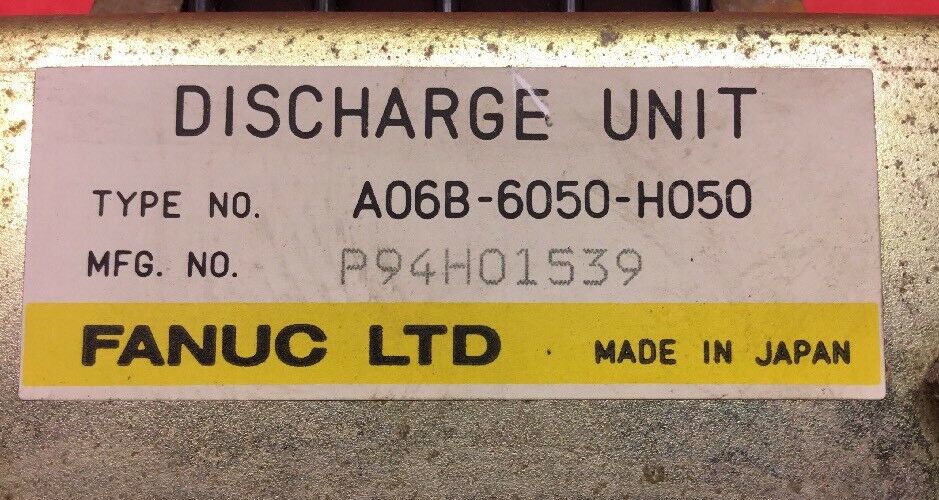 DISCHARGE UNIT
TYPE NO. A06B-6050-H050
MFG. NO. P94H01539
FANUC LTD MADE IN JAPAN